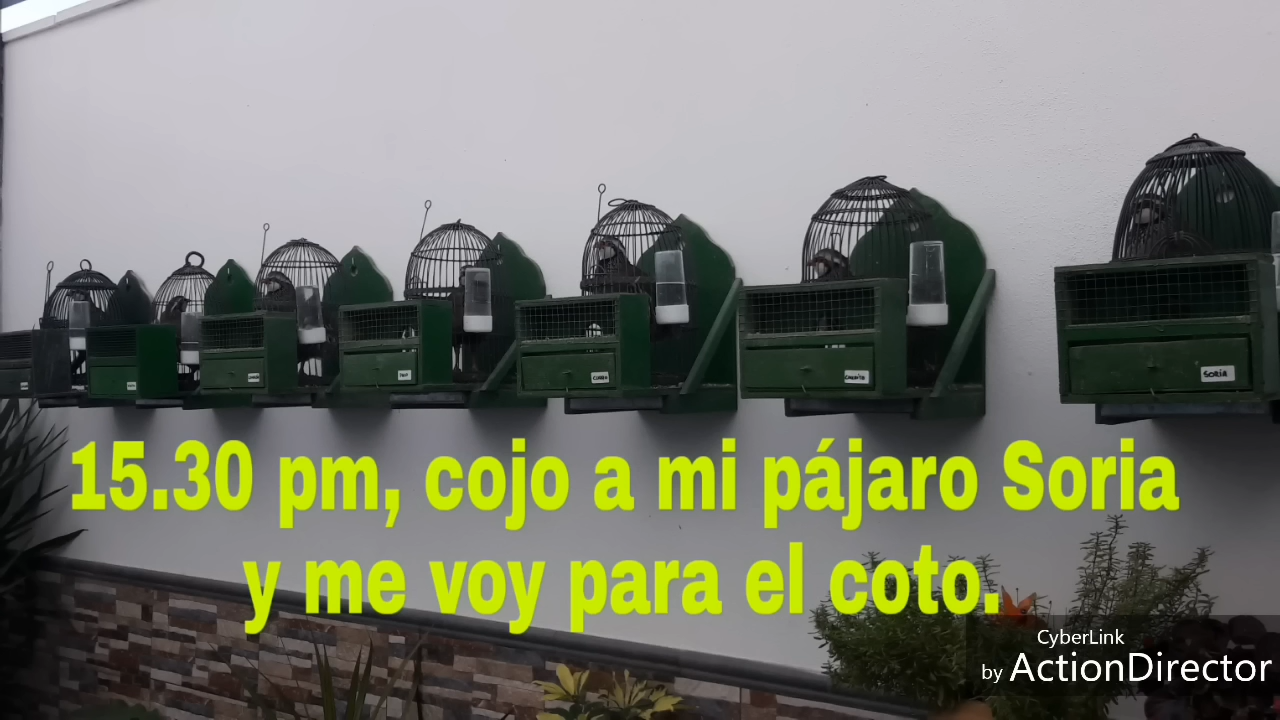 SORIA
15.30 pm, cojo a mi pájaro Soria
y me voy para el coto.
CyberLink
by ActionDirector